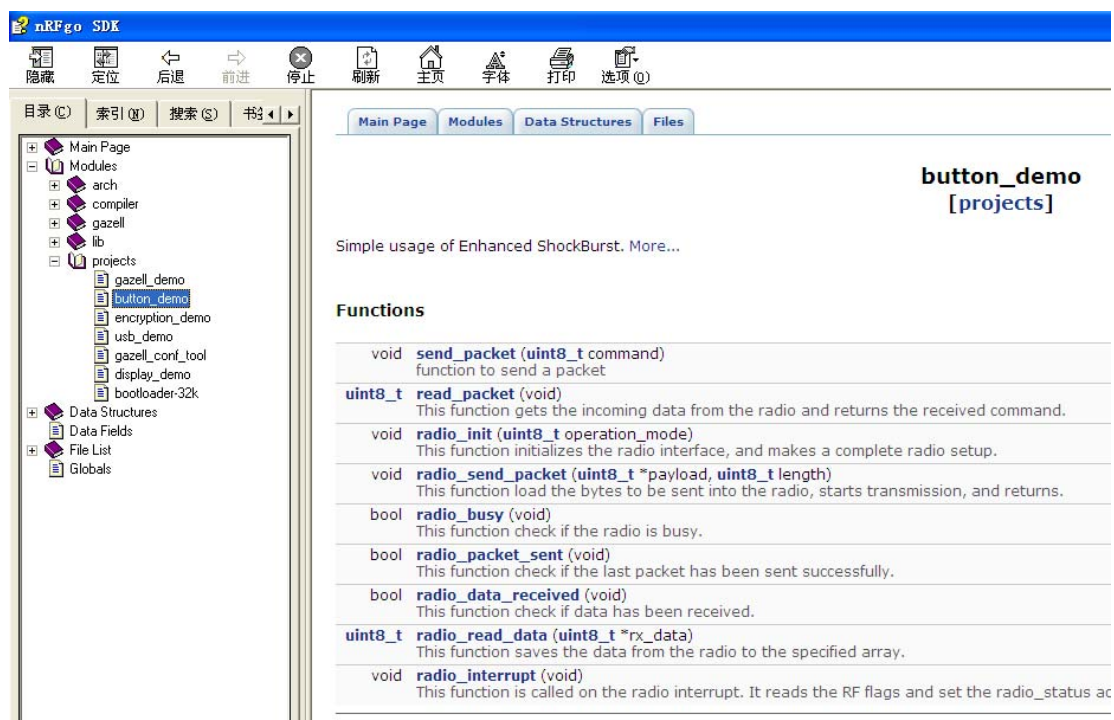 nRFgo SDK
隐藏 定位 后退 前进 停止 刷新 主页 字体 打印 选项(O)
目录(C) 索引(N) 搜索(S)
Main Page
Modules
arch
compiler
gazell
lib
projects
gazell_demo
button_demo
encryption_demo
usb_demo
gazell_conf_tool
display_demo
bootloader-32k
Data Structures
Data Fields
File List
Globals
Main Page Modules Data Structures Files
button_demo
[projects]
Simple usage of Enhanced ShockBurst. More...
Functions
void send_packet (uint8_t command)
function to send a packet
uint8_t read_packet (void)
This function gets the incoming data from the radio and returns the received command.
void radio_init (uint8_t operation_mode)
This function initializes the radio interface, and makes a complete radio setup.
void radio_send_packet (uint8_t *payload, uint8_t length)
This function load the bytes to be sent into the radio, starts transmission, and returns.
bool radio_busy (void)
This function check if the radio is busy.
bool radio_packet_sent (void)
This function check if the last packet has been sent successfully.
bool radio_data_received (void)
This function check if data has been received.
uint8_t radio_read_data (uint8_t *rx_data)
This function saves the data from the radio to the specified array.
void radio_interrupt (void)
This function is called on the radio interrupt. It reads the RF flags and set the radio_status